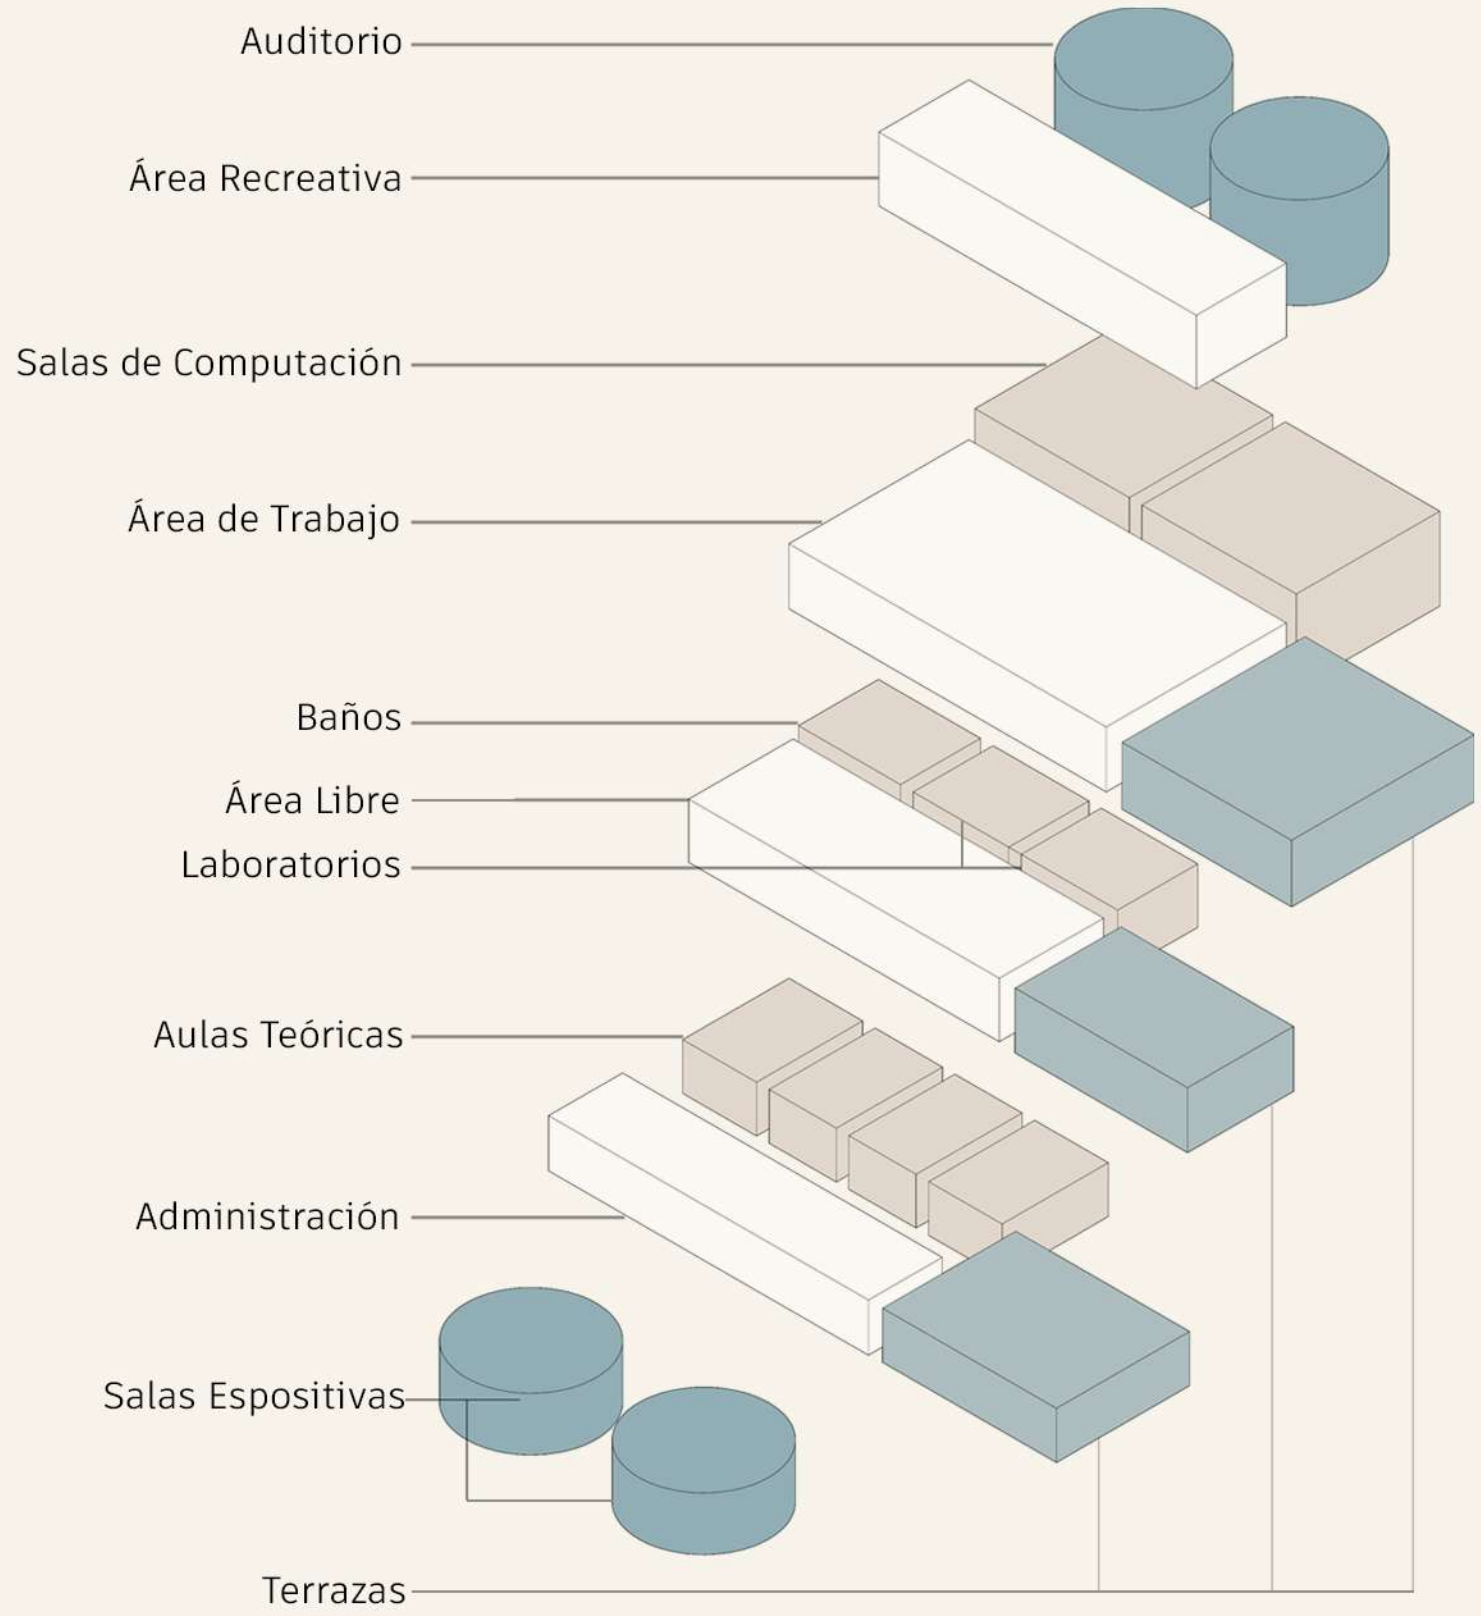 Auditorio
Área Recreativa
Salas de Computación
Área de Trabajo
Baños
Área Libre
Laboratorios
Aulas Teóricas
Administración
Salas Espositivas
Terrazas